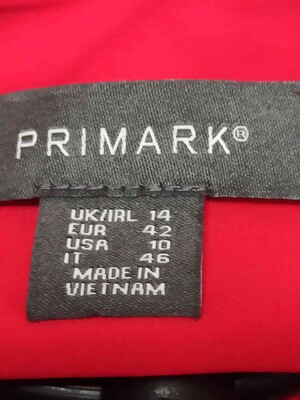 PRIMARK®
UK/IRL 14
EUR 42
USA 10
IT 46
MADE IN
VIETNAM